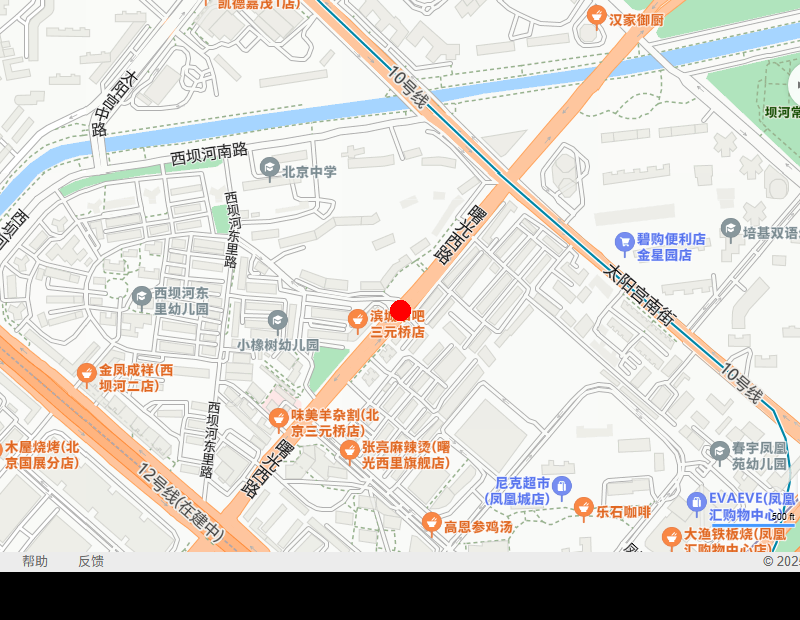 凯德嘉茂1店)
汉家御厨
太阳宫中路
10号线
坝河常
西坝河南路
北京中学
西坝河东里路
曙光西路
碧购便利店
金星园店
培基双语
西坝河
太阳宫南街
西坝河东
里幼儿园
滨城
吧
三元桥店
小橡树幼儿园
金凤成祥(西
坝河二店)
10号线
味美羊杂割(北
京三元桥店)
西坝河东里路
曙光西路
张亮麻辣烫(曙
光西里旗舰店)
春宇凤凰
苑幼儿园
木屋烧烤(北
京国展分店)
12号线(在建中)
尼克超市
(凤凰城店)
EVAEVE(凤凰
汇购物中心
500 ft
乐石咖啡
高恩参鸡汤
大渔铁板烧(凤凰
汇购物中心店)
帮助
反馈
© 202